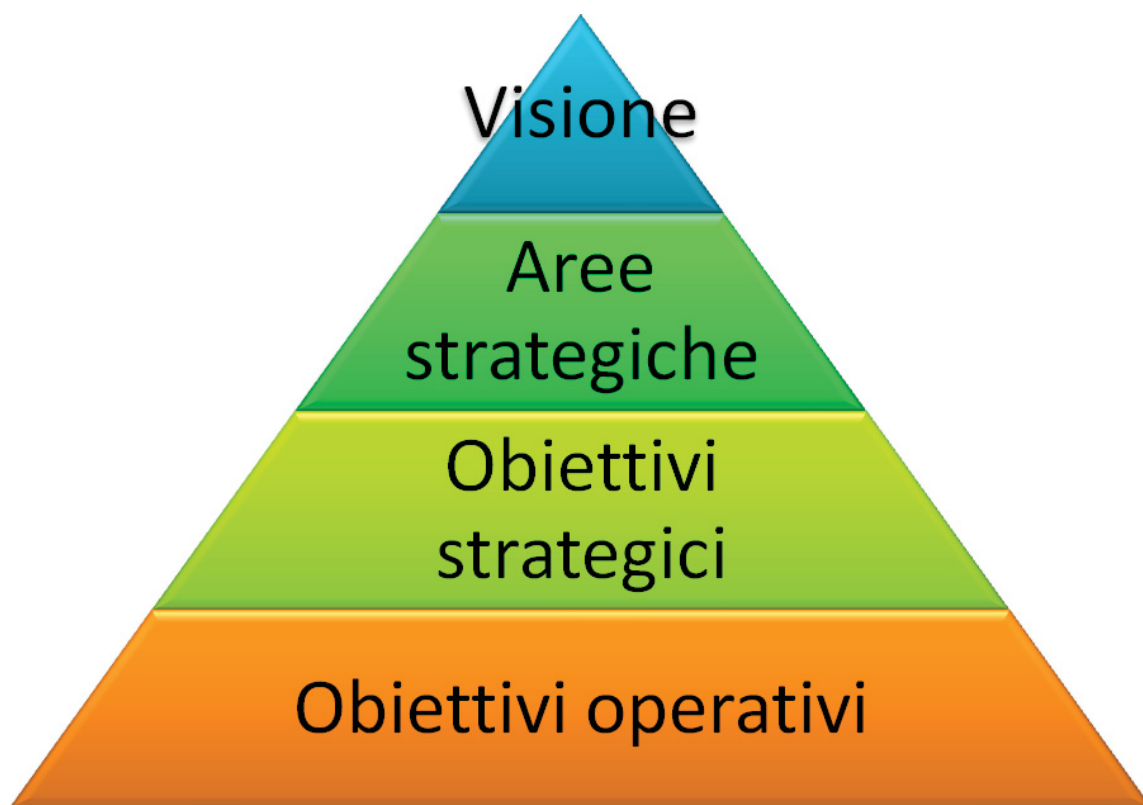 Visione
Aree
strategiche
Obiettivi
strategici
Obiettivi operativi